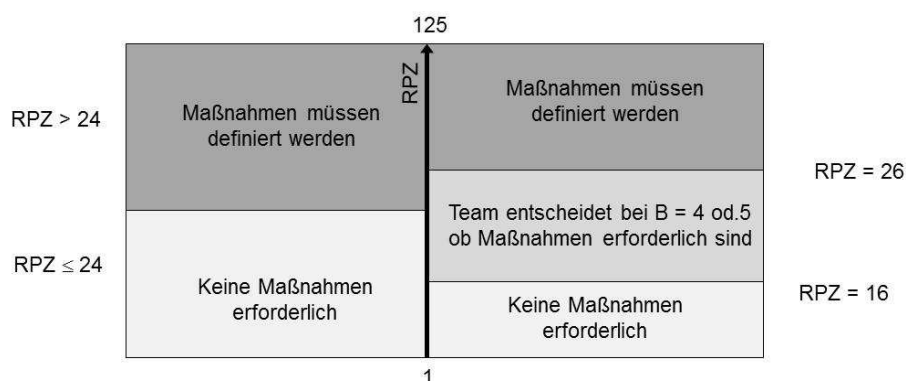 125
RPZ
RPZ > 24
Maßnahmen müssen
definiert werden
Maßnahmen müssen
definiert werden
RPZ = 26
Team entscheidet bei B = 4 od.5
ob Maßnahmen erforderlich sind
RPZ ≤ 24
Keine Maßnahmen
erforderlich
Keine Maßnahmen
erforderlich
RPZ = 16
1